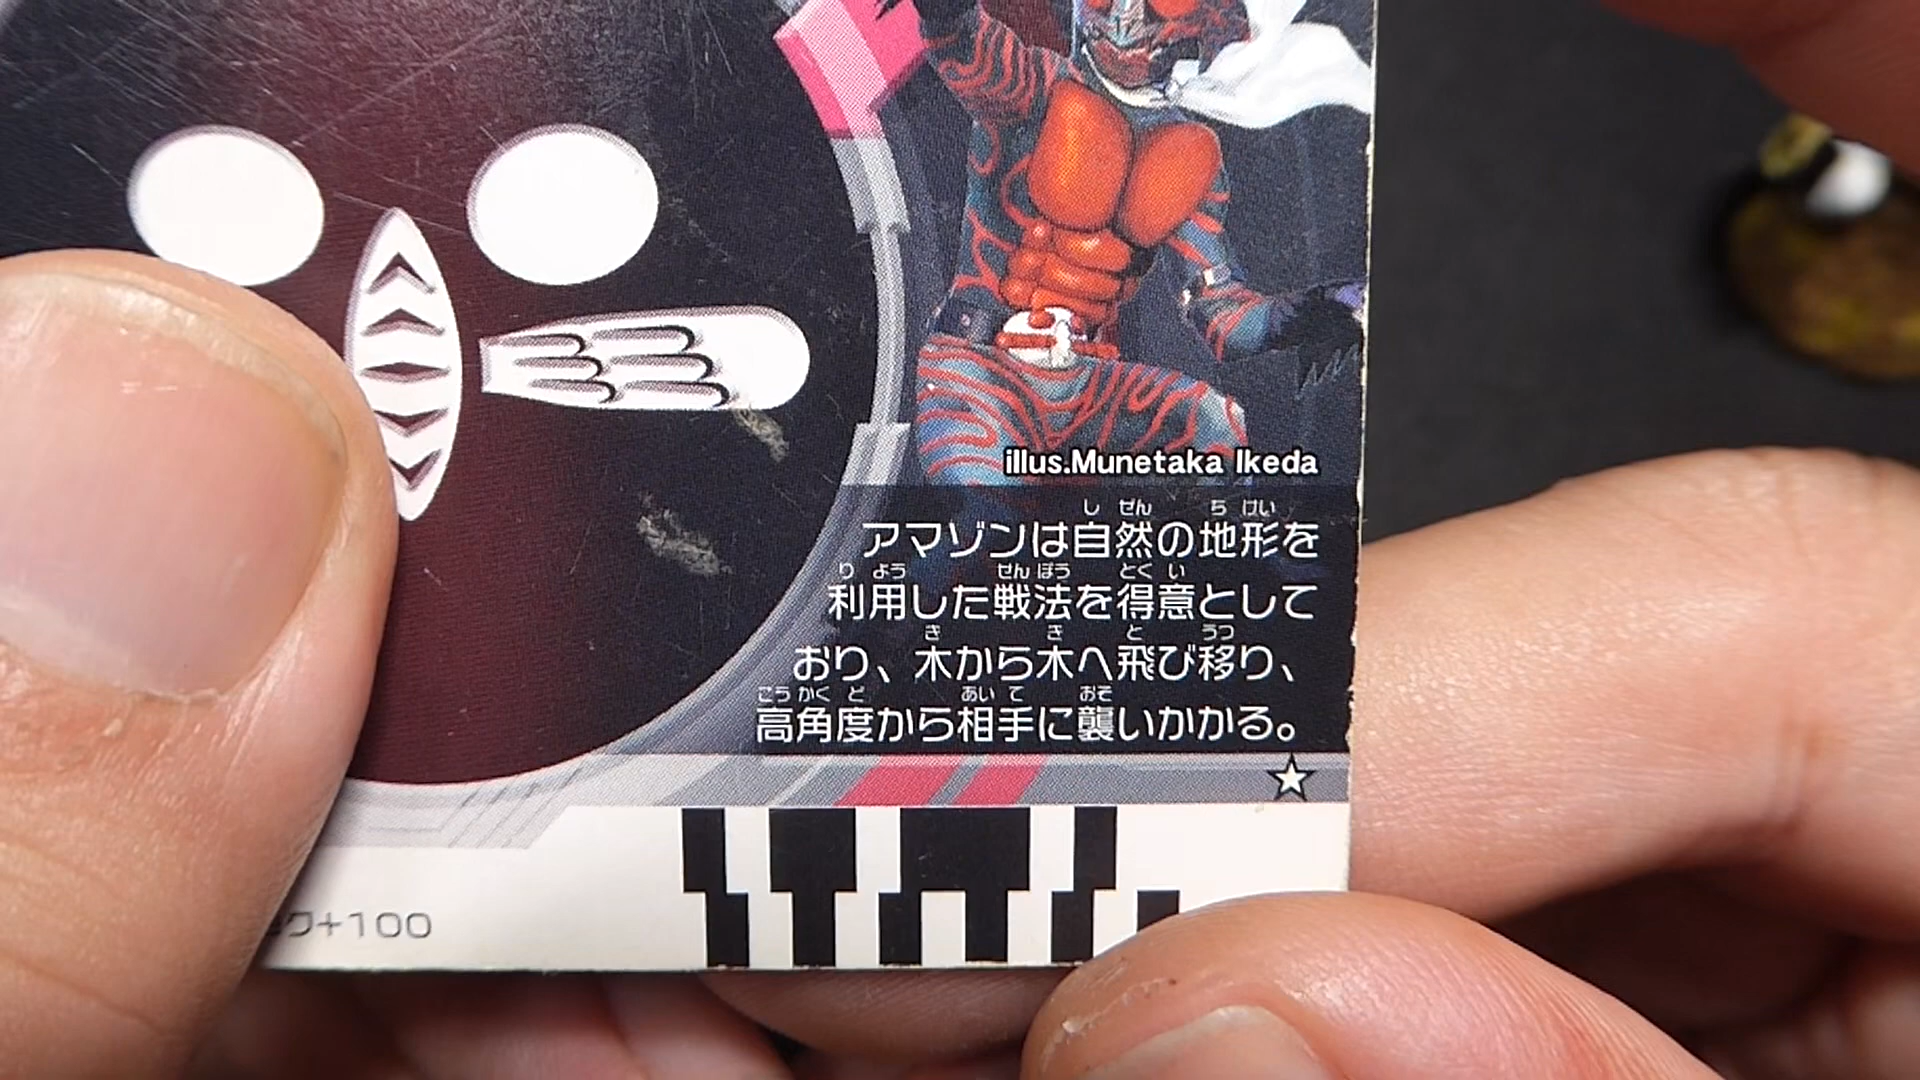 illus.Munetaka Ikeda
アマゾンは自然の地形を
利用した戦法を得意として
おり、木から木へ飛び移り、
高角度から相手に襲いかかる。
ク+100